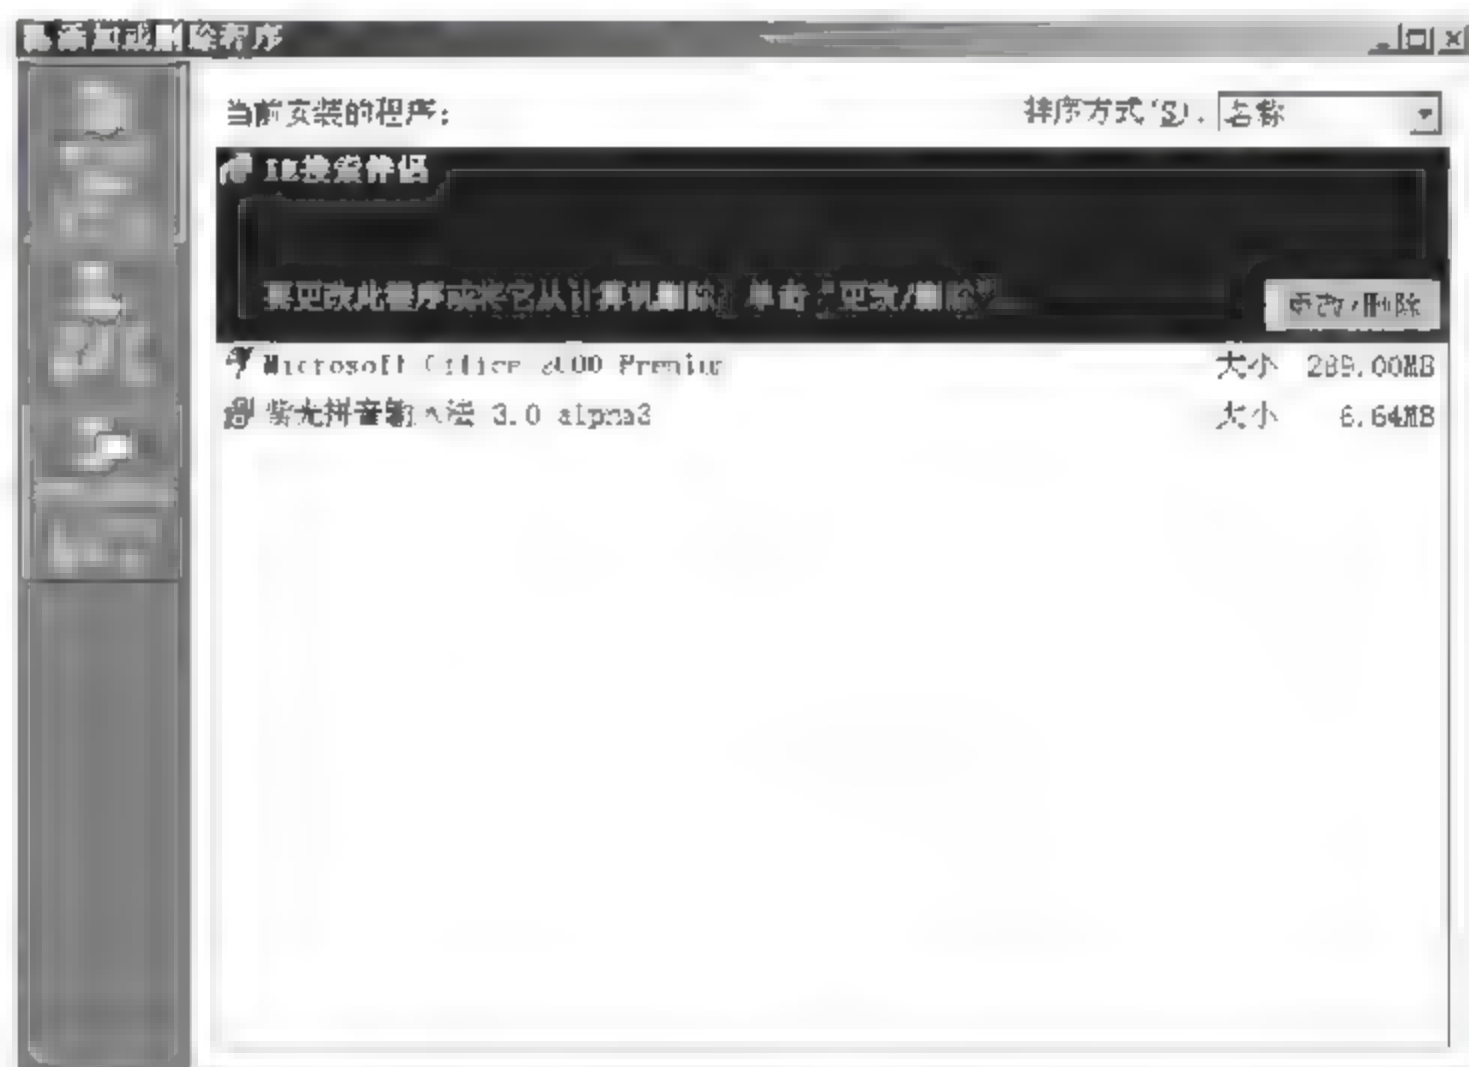 添加或删除程序
当前安装的程序: 排序方式(S): 名称
IE搜索伴侣
要更改此程序或将它从计算机删除，单击“更改/删除”。 更改/删除
Microsoft Office 2000 Premium 大小 289.00MB
紫光拼音输入法 3.0 alpha3 大小 6.64MB